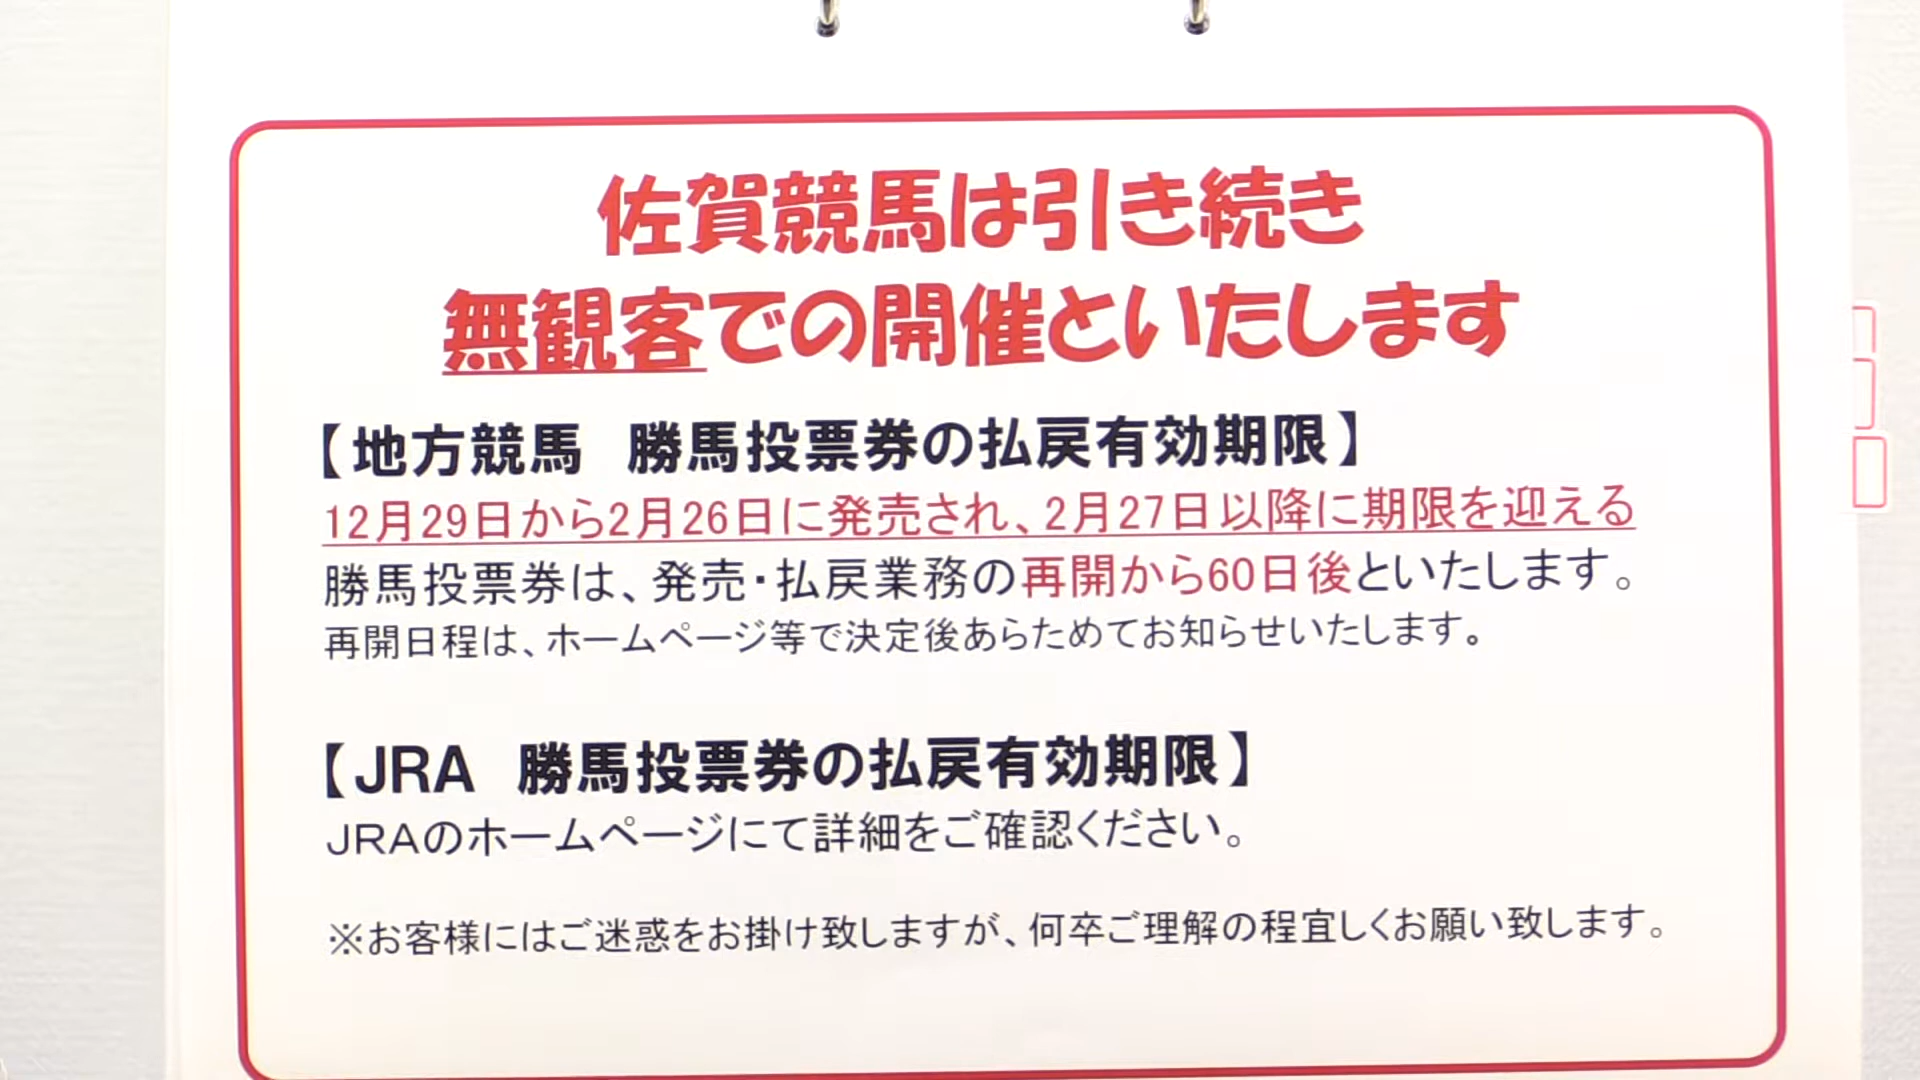 佐賀競馬は引き続き
無観客での開催といたします
【地方競馬　勝馬投票券の払戻有効期限】
12月29日から2月26日に発売され、2月27日以降に期限を迎える
勝馬投票券は、発売・払戻業務の再開から60日後といたします。
再開日程は、ホームページ等で決定後あらためてお知らせいたします。
【JRA　勝馬投票券の払戻有効期限】
JRAのホームページにて詳細をご確認ください。
※お客様にはご迷惑をお掛け致しますが、何卒ご理解の程宜しくお願い致します。